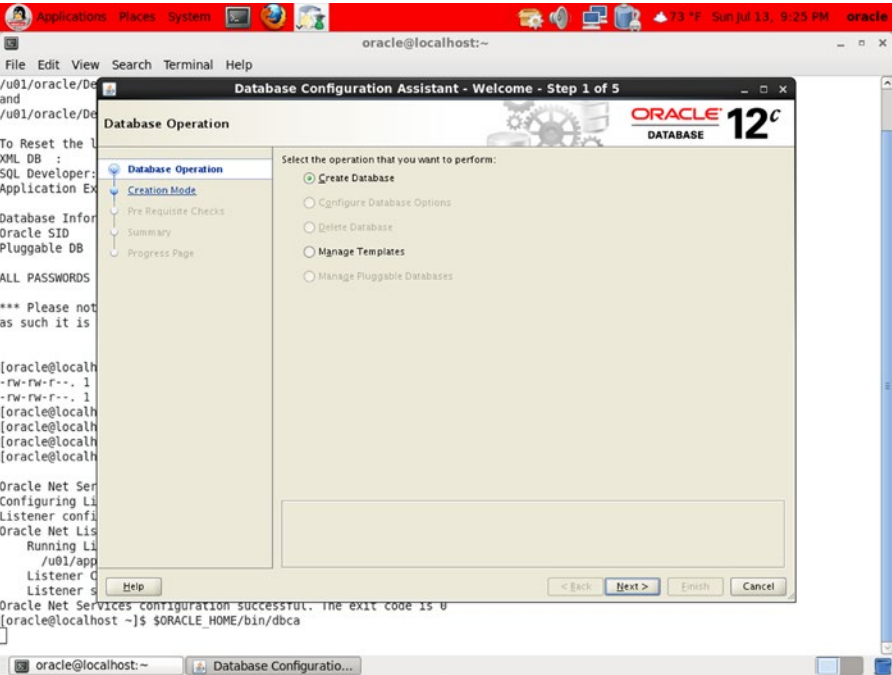 Applications Places System
73 °F Sun Jul 13, 9:25 PM oracle
oracle@localhost:~
File Edit View Search Terminal Help
/u01/oracle/De
and
/u01/oracle/De
To Reset the l
XML DB :
SQL Developer:
Application Ex
Database Infor
Oracle SID
Pluggable DB
ALL PASSWORDS
*** Please not
as such it is
[oracle@localh
-rw-rw-r--. 1
-rw-rw-r--. 1
[oracle@localh
[oracle@localh
[oracle@localh
[oracle@localh
Oracle Net Ser
Configuring Li
Listener confi
Oracle Net Lis
Running Li
/u01/app
Listener C
Listener s
Oracle Net Services configuration successful. The exit code is 0
[oracle@localhost ~]$ $ORACLE_HOME/bin/dbca
Database Configuration Assistant - Welcome - Step 1 of 5
Database Operation
ORACLE DATABASE 12c
Database Operation
Creation Mode
Pre Requisite Checks
Summary
Progress Page
Select the operation that you want to perform:
Create Database
Configure Database Options
Delete Database
Manage Templates
Manage Pluggable Databases
Help
< Back
Next >
Finish
Cancel
oracle@localhost:~
Database Configuratio...